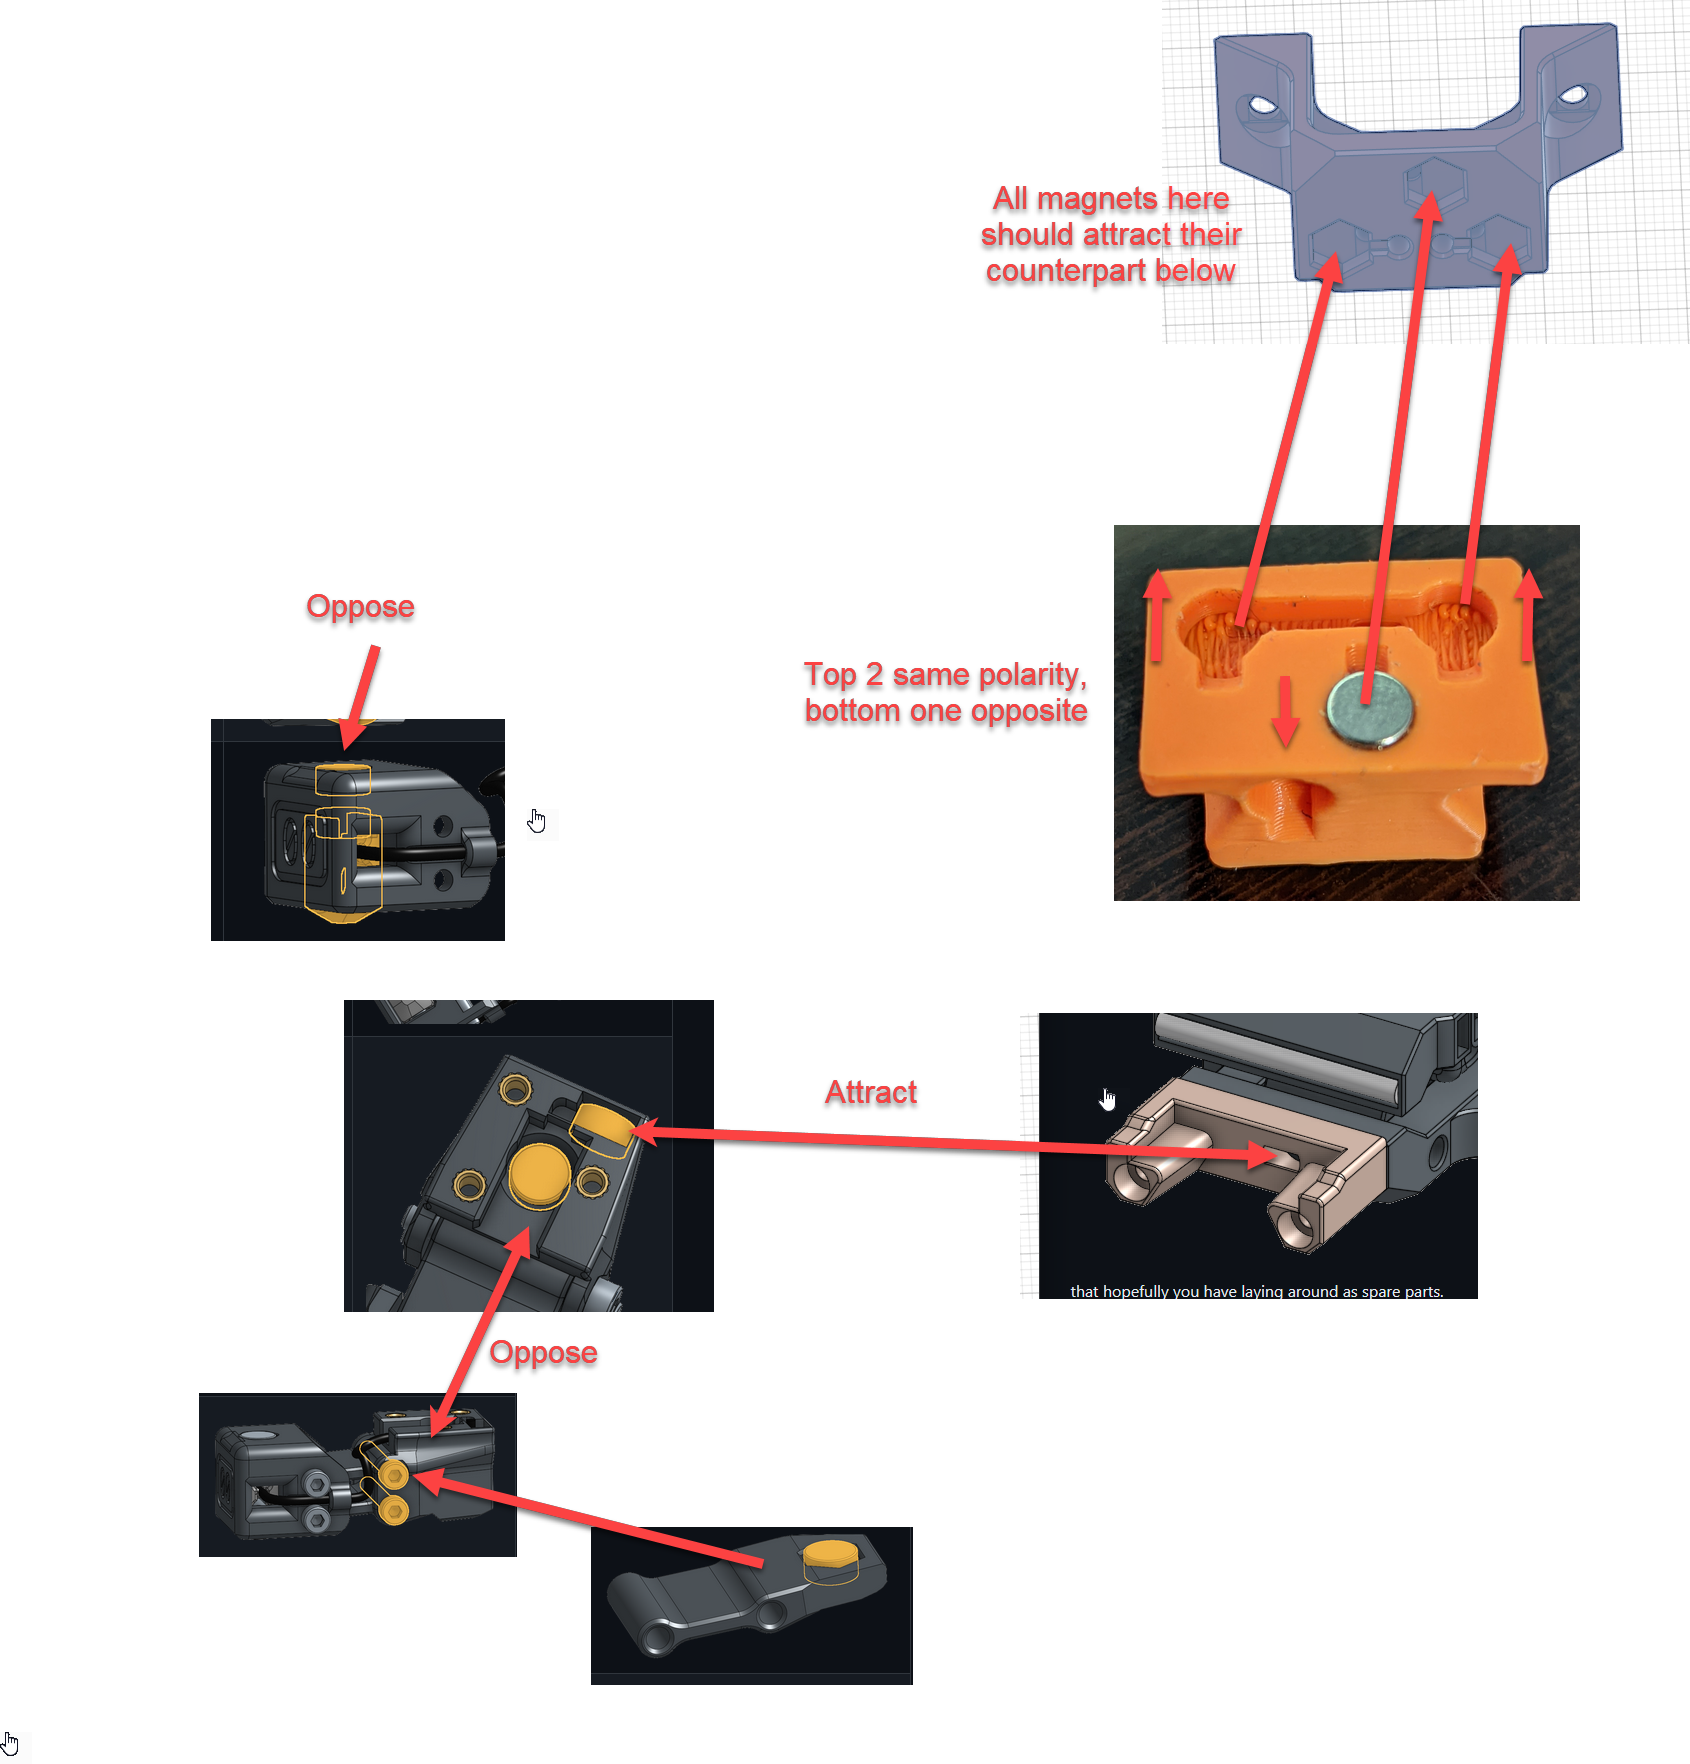 All magnets here
should attract their
counterpart below
Oppose
Top 2 same polarity,
bottom one opposite
Attract
that hopefully you have laying around as spare parts.
Oppose